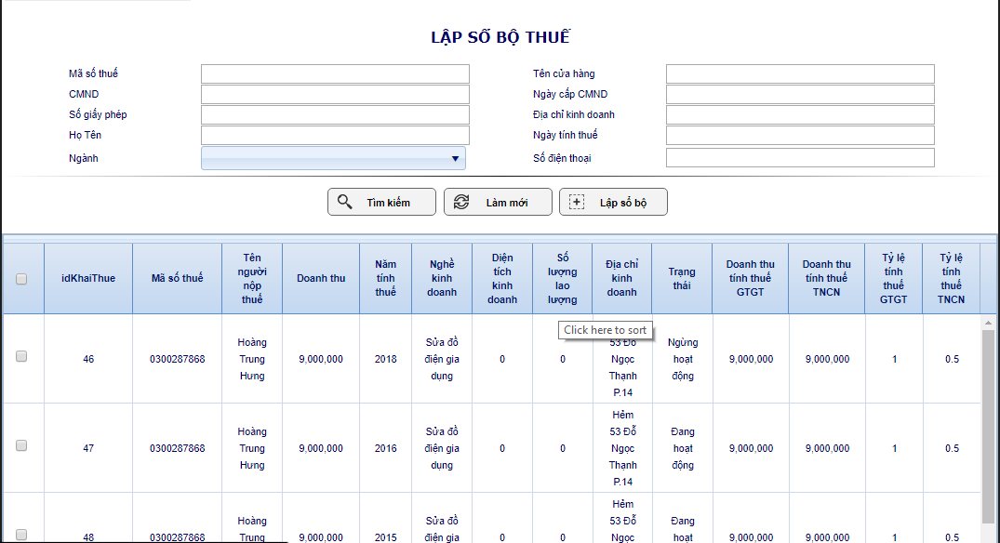 LẬP SỐ BỘ THUẾ
Mã số thuế
Tên cửa hàng
CMND
Ngày cấp CMND
Số giấy phép
Địa chỉ kinh doanh
Họ Tên
Ngày tính thuế
Ngành
Số điện thoại
Tìm kiếm
Làm mới
Lập số bộ
idKhaiThue
Mã số thuế
Tên
người
nộp
thuế
Doanh thu
Năm
tính
thuế
Nghề
kinh
doanh
Diện
tích
kinh
doanh
Số
lượng
lao
lượng
Địa chỉ
kinh
doanh
Trạng
thái
Doanh thu
tính thuế
GTGT
Doanh thu
tính thuế
TNCN
Tỷ lệ
tính
thuế
GTGT
Tỷ lệ
tính
thuế
TNCN
Click here to sort
46
0300287868
Hoàng
Trung
Hưng
9,000,000
2018
Sửa đồ
điện gia
dụng
0
0
53 Đỗ
Ngọc
Thạnh
P.14
Ngừng
hoạt
động
9,000,000
9,000,000
1
0.5
47
0300287868
Hoàng
Trung
Hưng
9,000,000
2016
Sửa đồ
điện gia
dụng
0
0
Hẻm
53 Đỗ
Ngọc
Thạnh
P.14
Đang
hoạt
động
9,000,000
9,000,000
1
0.5
48
0300287868
Hoàng
Trung
9,000,000
2015
Sửa đồ
điện gia
0
0
Hẻm
53 Đỗ
Ngọc
Đang
hoạt
9,000,000
9,000,000
1
0.5